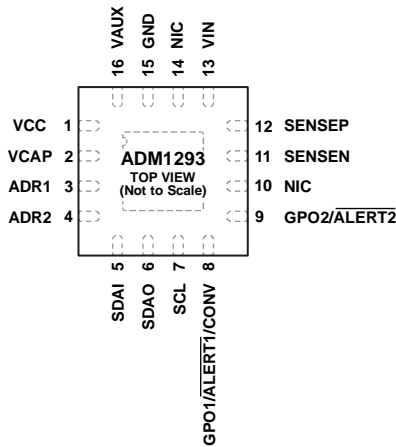 16 VAUX
15 GND
14 NIC
13 VIN
VCC 1
VCAP 2
ADR1 3
ADR2 4
ADM1293
TOP VIEW
(Not to Scale)
12 SENSEP
11 SENSEN
10 NIC
9 GPO2/ALERT2
SDAI 5
SDAO 6
SCL 7
GPO1/ALERT1/CONV 8